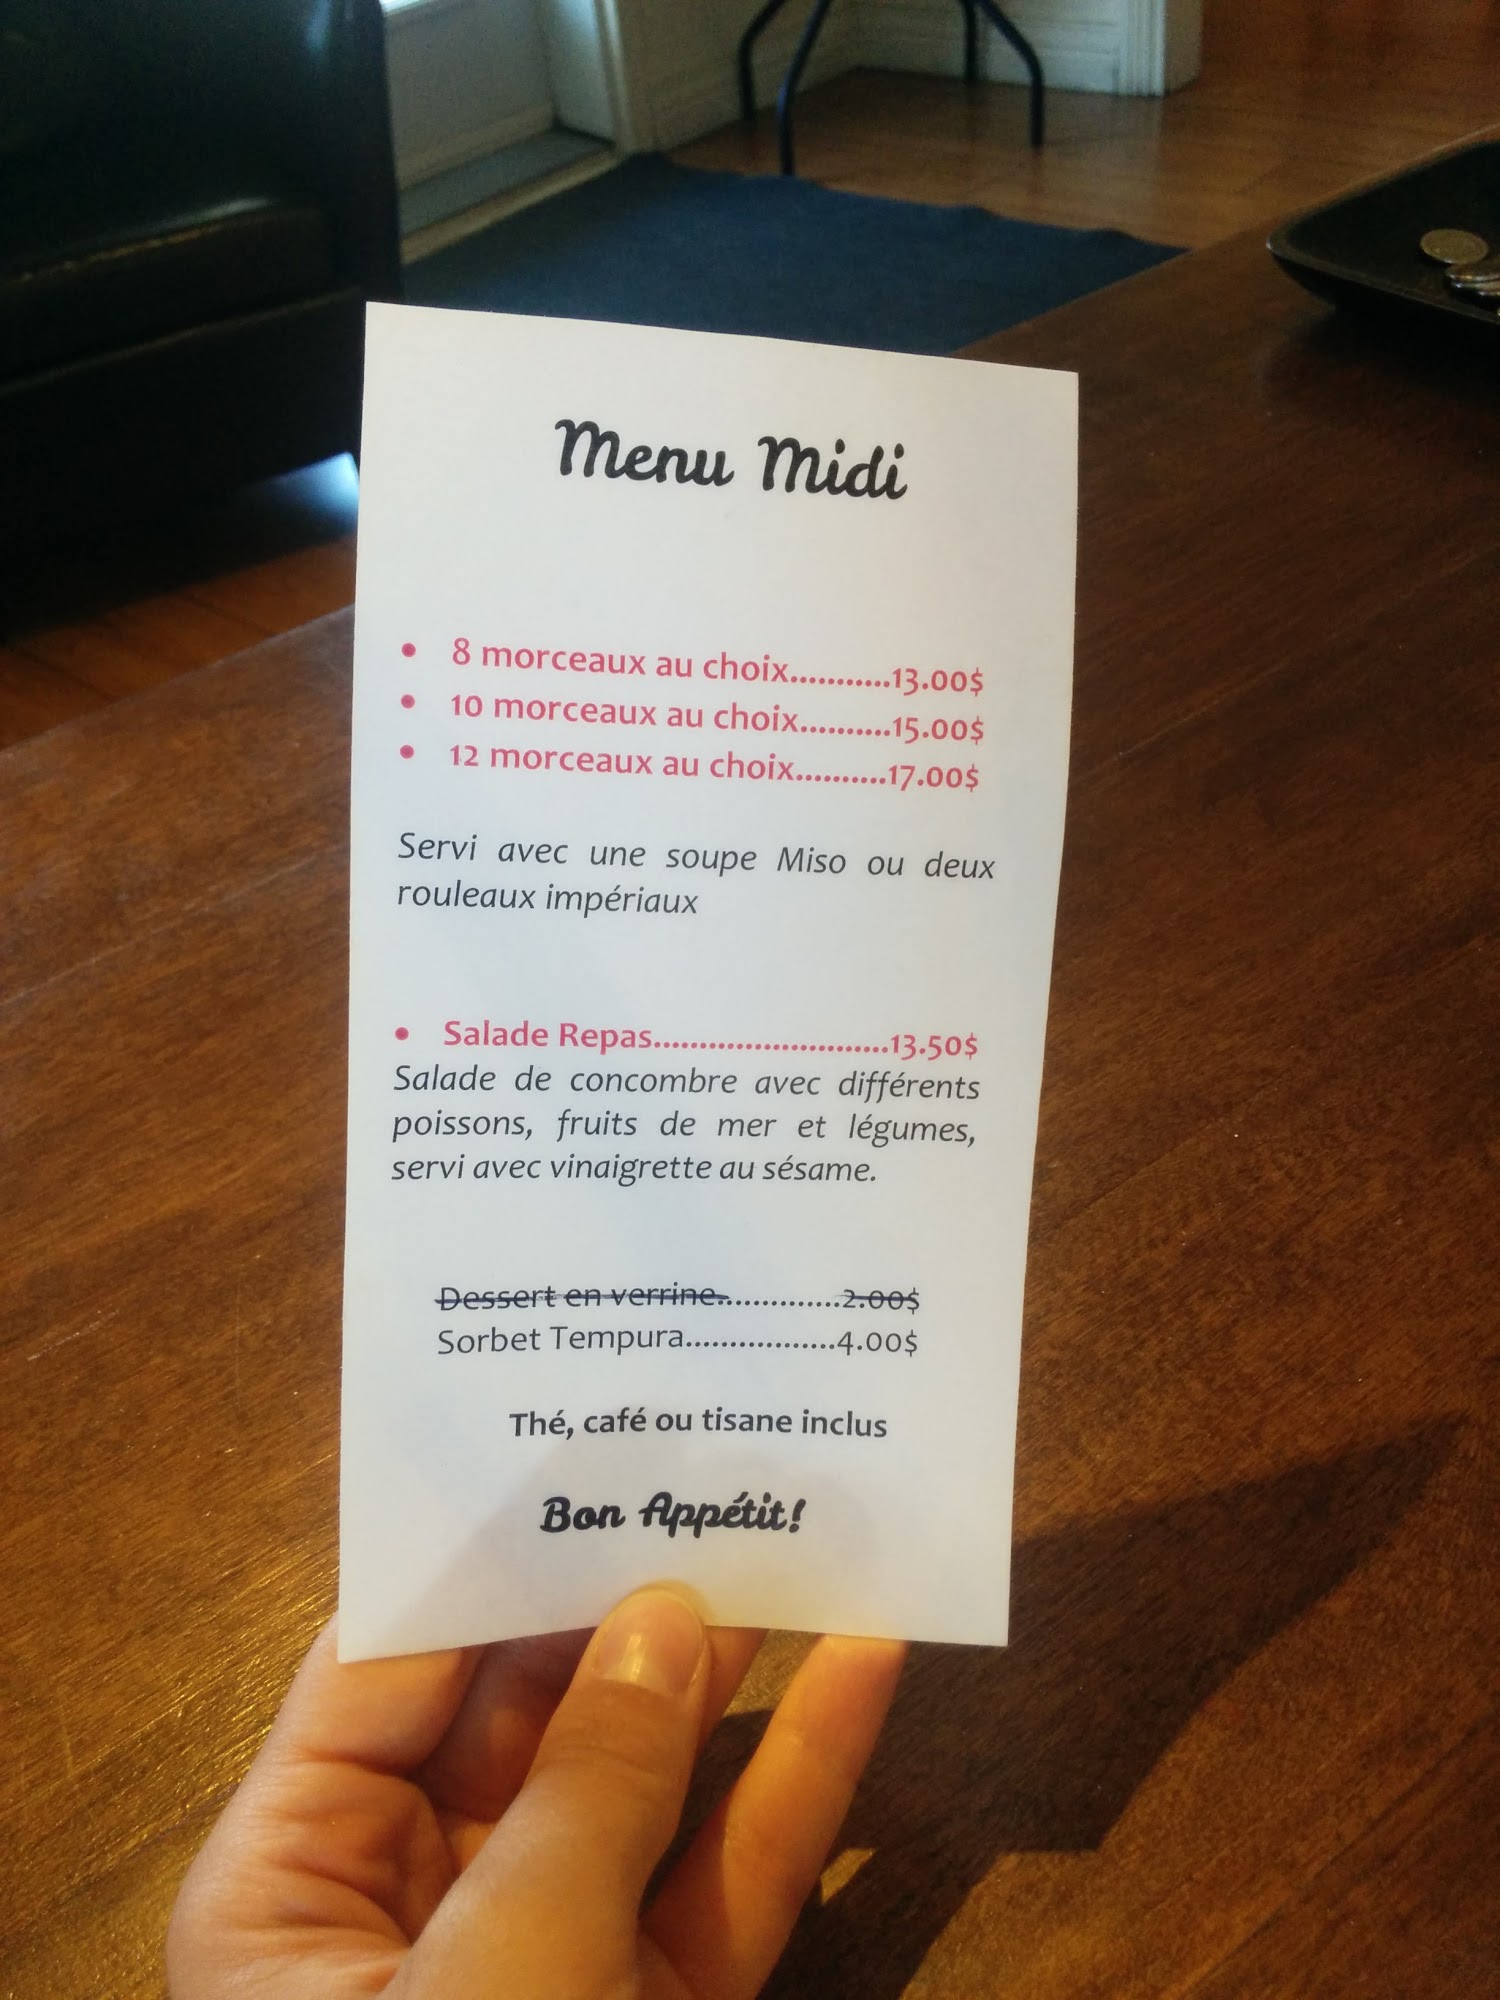 Menu Midi
• 8 morceaux au choix...........13.00$
• 10 morceaux au choix..........15.00$
• 12 morceaux au choix..........17.00$
Servi avec une soupe Miso ou deux
rouleaux impériaux
• Salade Repas..........................13.50$
Salade de concombre avec différents
poissons, fruits de mer et légumes,
servi avec vinaigrette au sésame.
Dessert en verrine...............2.00$
Sorbet Tempura.................4.00$
Thé, café ou tisane inclus
Bon Appétit!